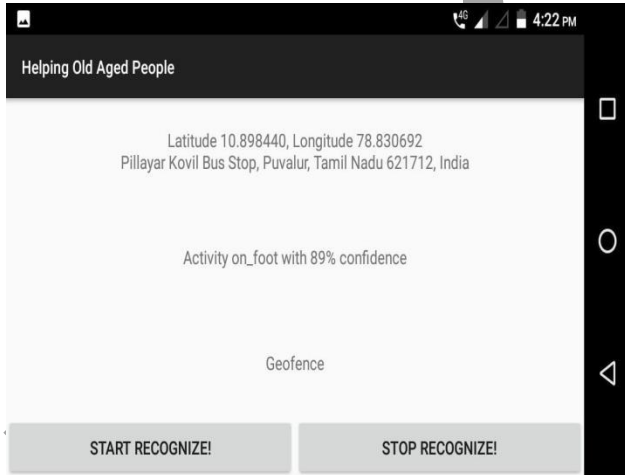 4G 4:22 PM
Helping Old Aged People
Latitude 10.898440, Longitude 78.830692
Pillayar Kovil Bus Stop, Puvalur, Tamil Nadu 621712, India
Activity on_foot with 89% confidence
Geofence
START RECOGNIZE! STOP RECOGNIZE!